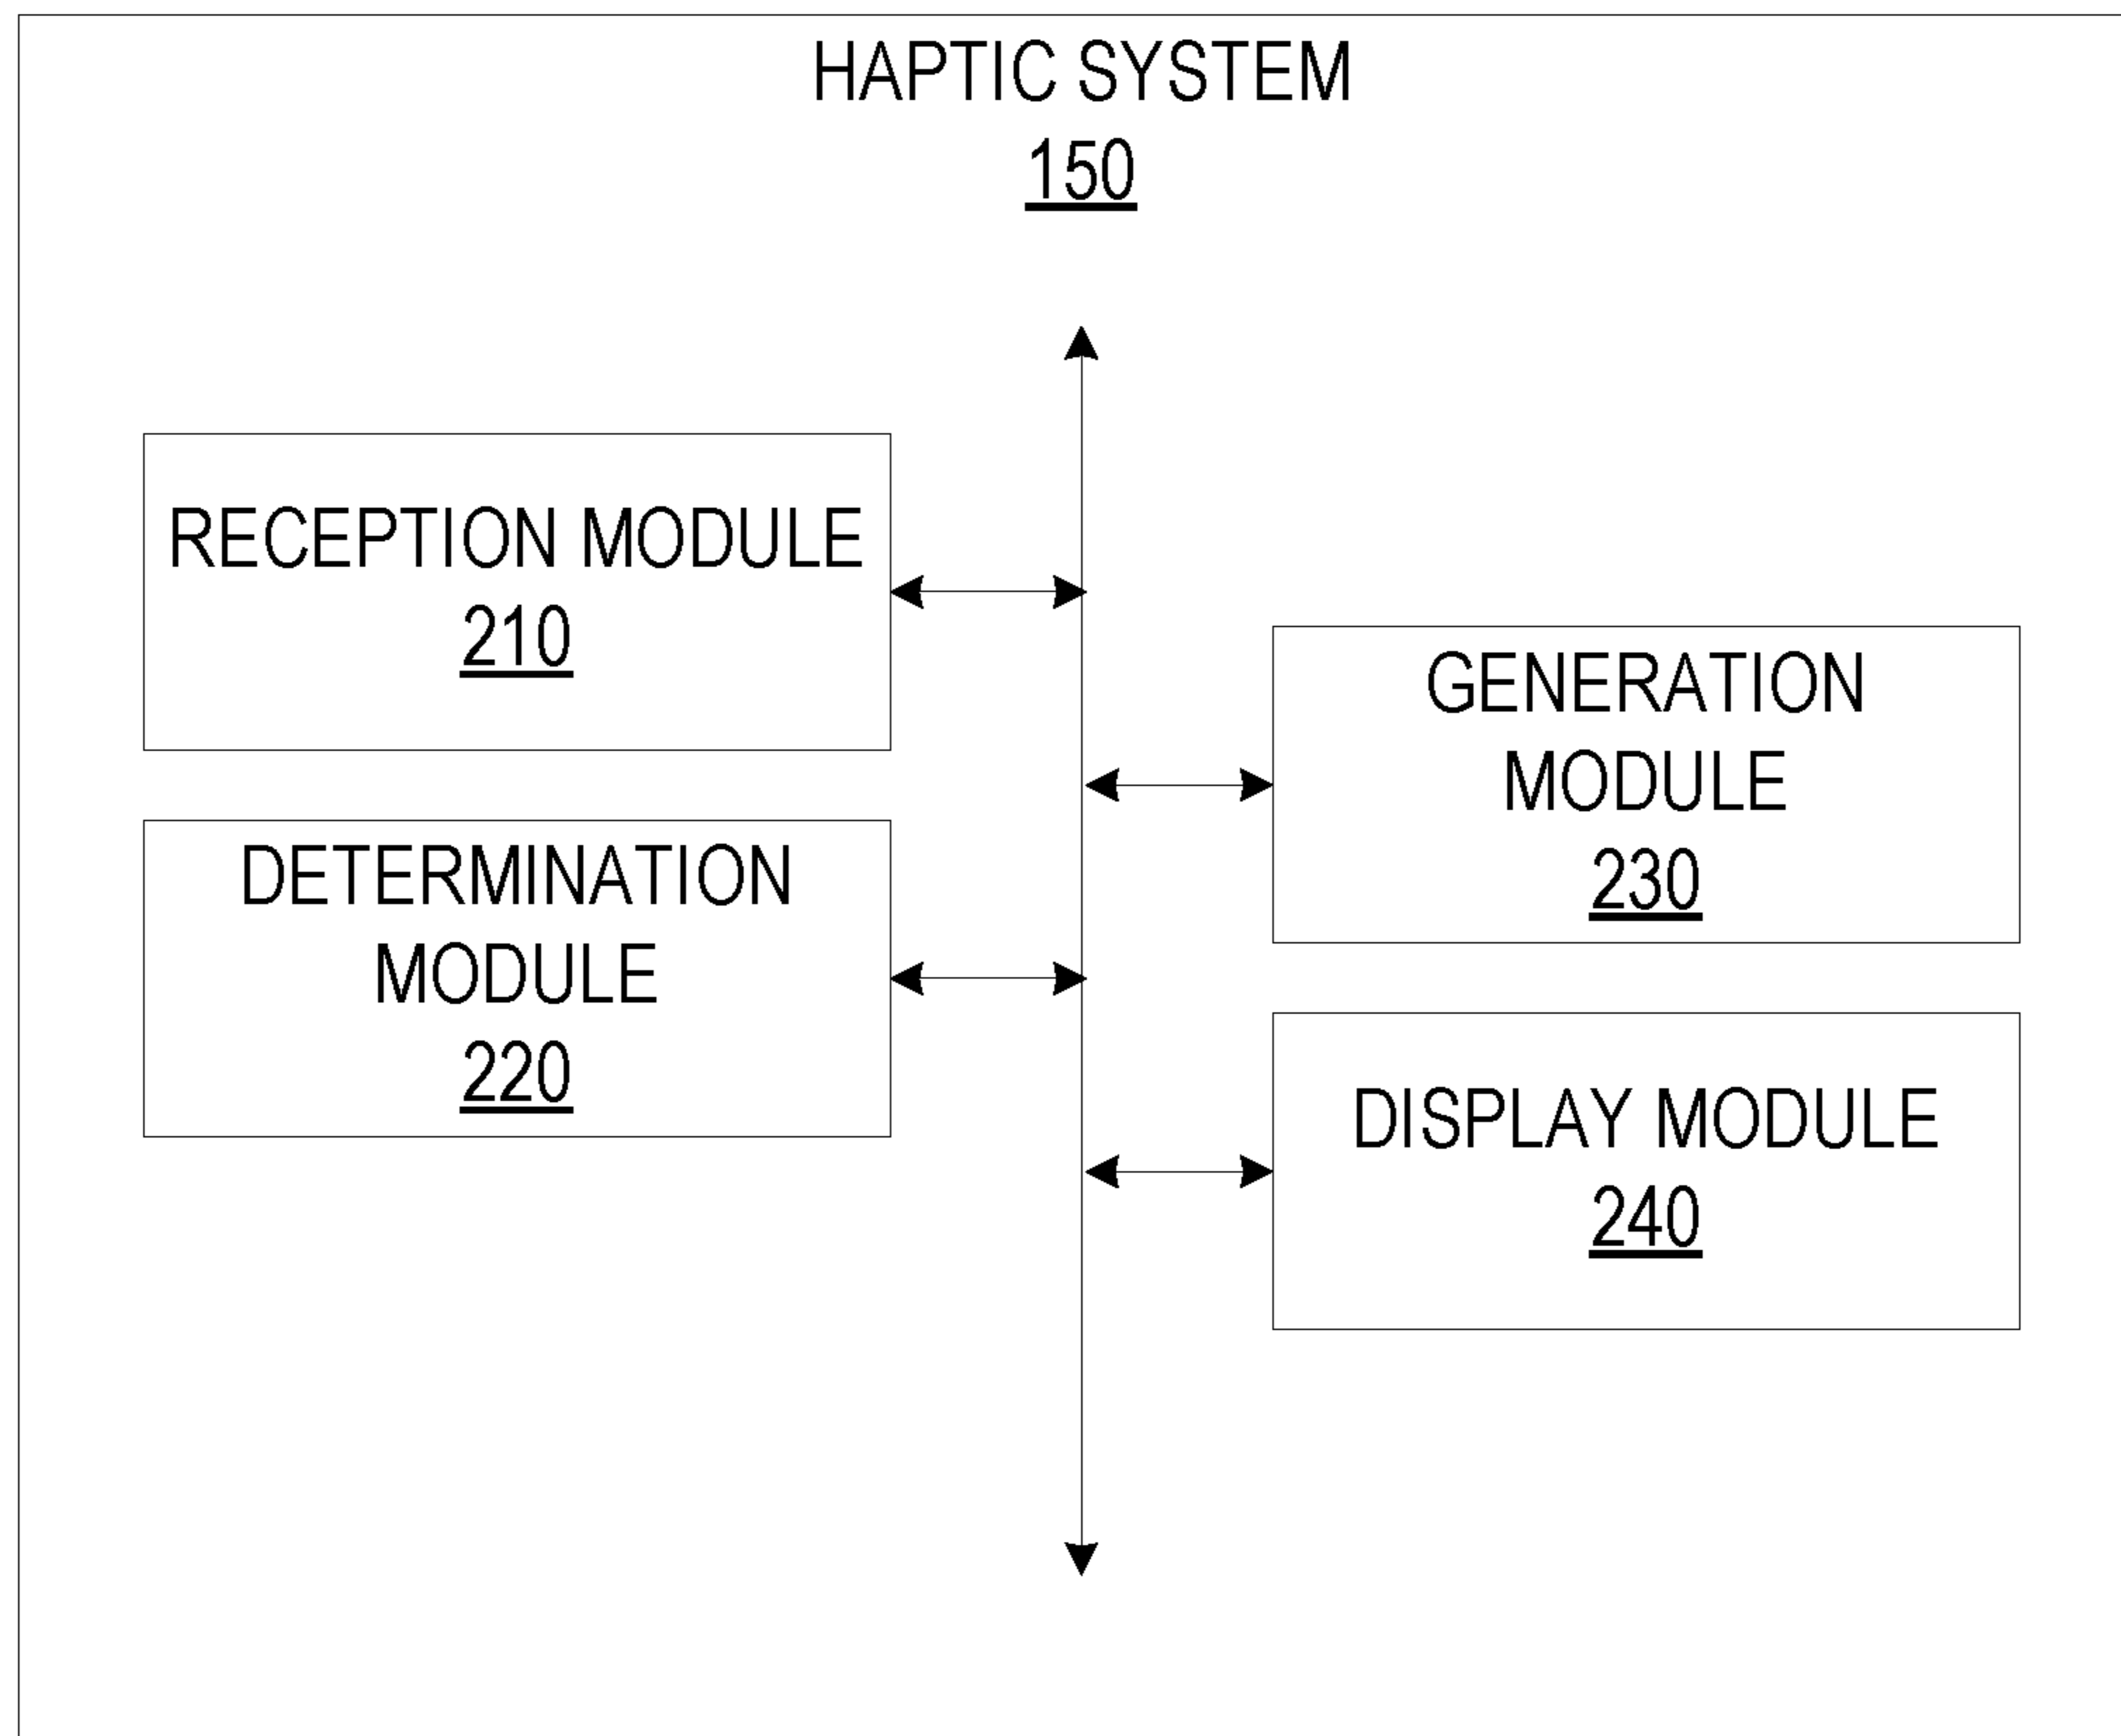 HAPTIC SYSTEM
150
RECEPTION MODULE
210
DETERMINATION
MODULE
220
GENERATION
MODULE
230
DISPLAY MODULE
240